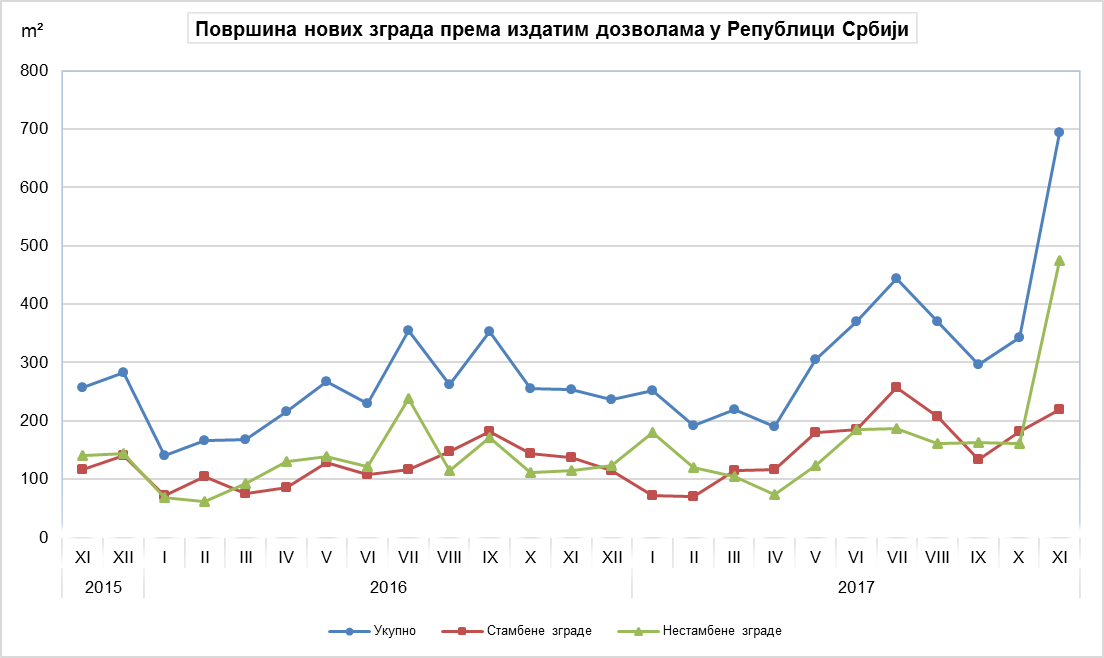 m²
Површина нових зграда према издатим дозволама у Републици Србији
800
700
600
500
400
300
200
100
0
XI XII I II III IV V VI VII VIII IX X XI XII I II III IV V VI VII VIII IX X XI
2015 2016 2017
Укупно Стамбене зграде Нестамбене зграде